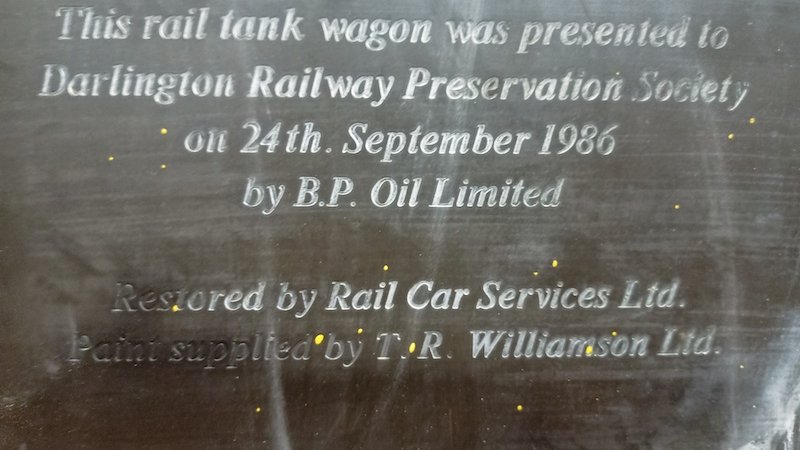 This rail tank wagon was presented to
Darlington Railway Preservation Society
on 24th. September 1986
by B.P. Oil Limited
Restored by Rail Car Services Ltd.
Paint supplied by T. R. Williamson Ltd.